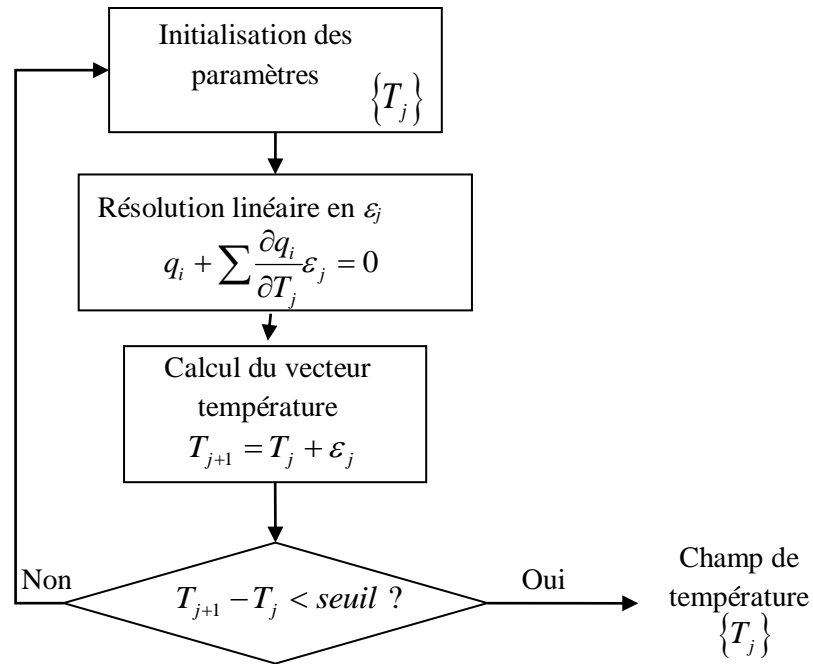 Initialisation des
paramètres
{T_j}
Résolution linéaire en ε_j
q_i + ∑ ∂q_i/∂T_j ε_j = 0
Calcul du vecteur
température
T_{j+1} = T_j + ε_j
Non
T_{j+1} − T_j < seuil ?
Oui
Champ de
température
{T_j}